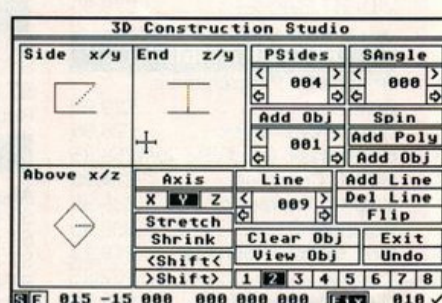 3D Construction Studio
Side x/y End z/y PSides SAngle
< 004 > < 000 >
Add Obj Spin
< 001 > Add Poly
Add Obj
Above x/z Axis Line Add Line
X Y Z < 009 > Del Line
Stretch Flip
Shrink Clear Obj Exit
<Shift< View Obj Undo
>Shift> 1 2 3 4 5 6 7 8
S F 015 -15 000 000 000 000 010